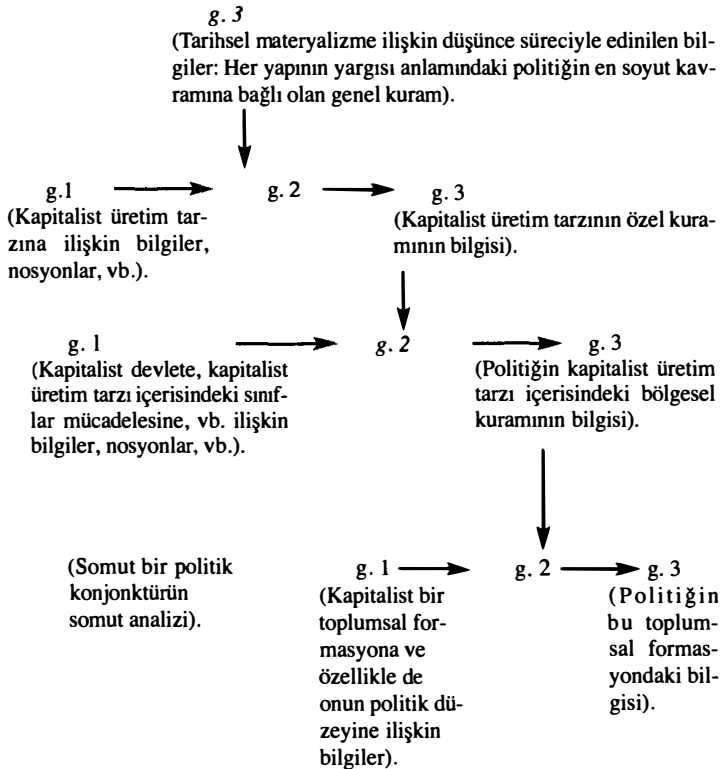 g. 3
(Tarihsel materyalizme ilişkin düşünce süreciyle edinilen bil-
giler: Her yapının yargısı anlamındaki politiğin en soyut kav-
ramına bağlı olan genel kuram).
g.1
(Kapitalist üretim tar-
zına ilişkin bilgiler,
nosyonlar, vb.).
g. 2
g. 3
(Kapitalist üretim tarzının özel kura-
mının bilgisi).
g. 1
(Kapitalist devlete, kapitalist
üretim tarzı içerisindeki sınıf-
lar mücadelesine, vb. ilişkin
bilgiler, nosyonlar, vb.).
g. 2
g. 3
(Politiğin kapitalist üretim
tarzı içerisindeki bölgesel
kuramının bilgisi).
(Somut bir politik
konjonktürün
somut analizi).
g. 1
(Kapitalist bir
toplumsal for-
masyona ve
özellikle de
onun politik dü-
zeyine ilişkin
bilgiler).
g. 2
g. 3
(Politiğin
bu toplum-
sal formas-
yondaki bil-
gisi).